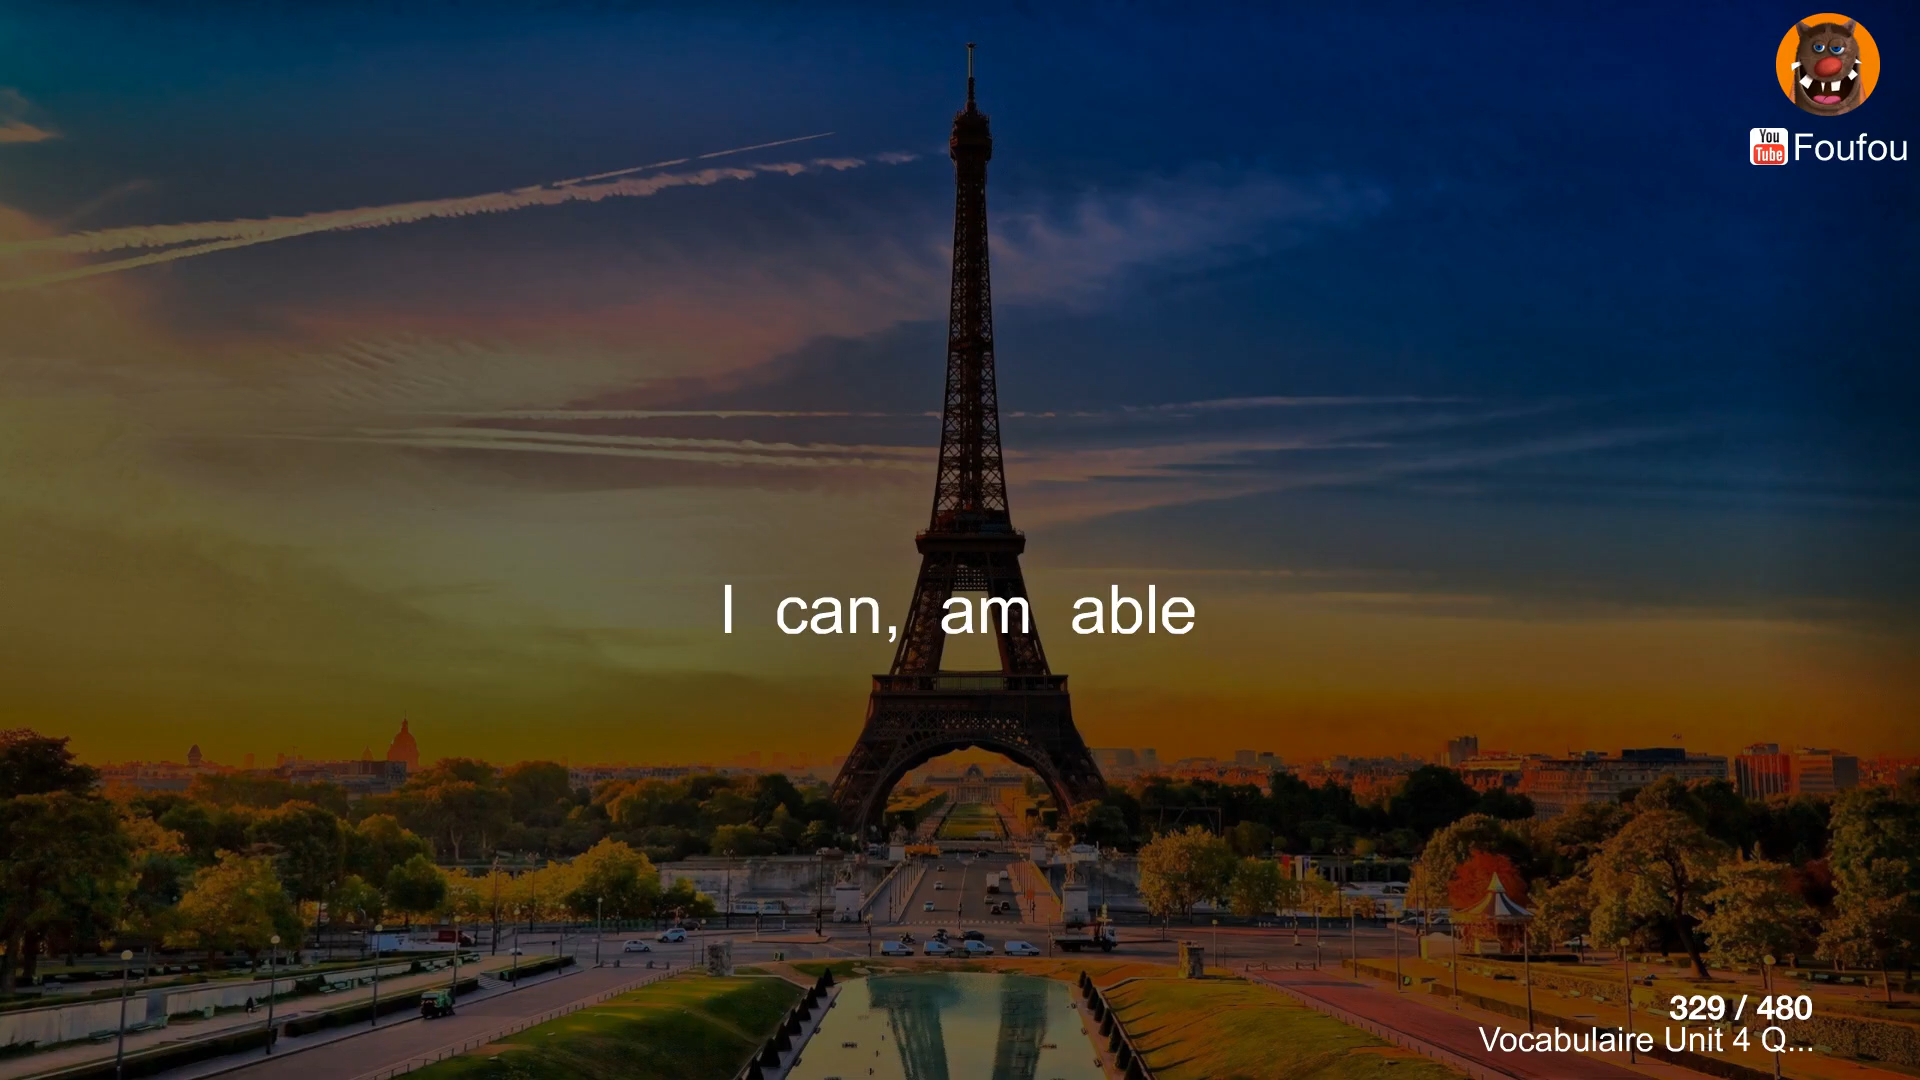 You
Tube
Foufou
I can, am able
329 / 480
Vocabulaire Unit 4 Q...